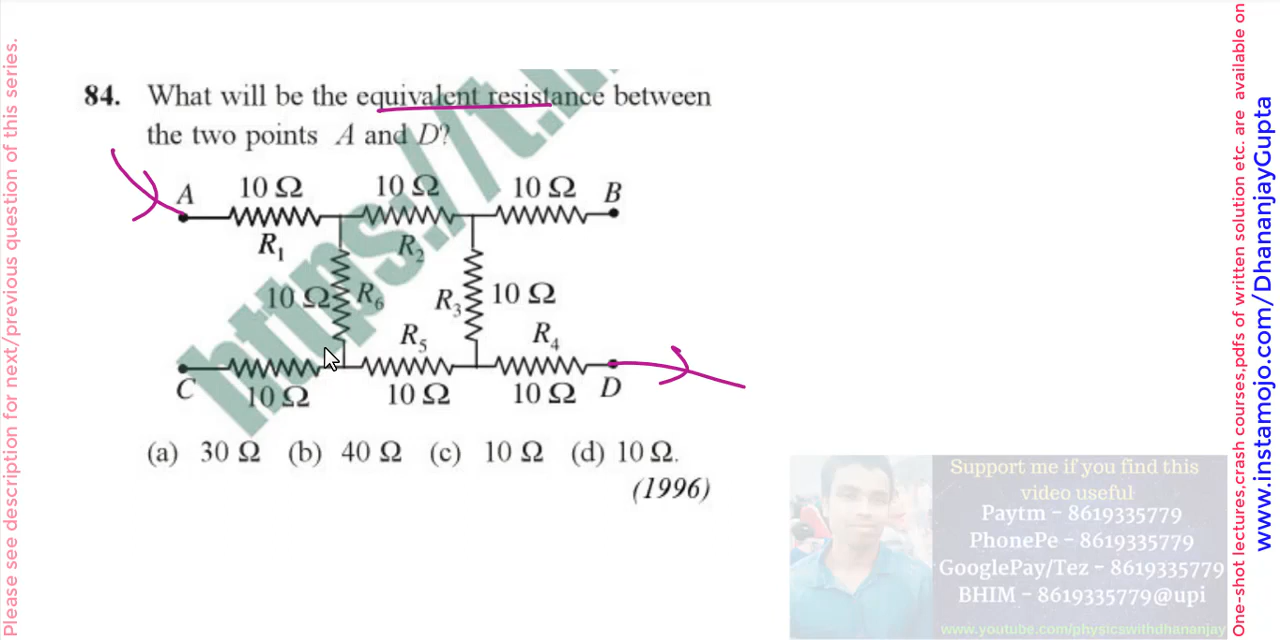 Please see description for next/previous question of this series.
84. What will be the equivalent resistance between
the two points A and D?
A 10 Ω 10 Ω 10 Ω B
R₁ R₂
10 Ω R₆ R₃ 10 Ω
R₅ R₄
C 10 Ω 10 Ω 10 Ω D
(a) 30 Ω (b) 40 Ω (c) 10 Ω (d) 10 Ω.
(1996)
https://t.
Support me if you find this
video useful
Paytm - 8619335779
PhonePe - 8619335779
GooglePay/Tez - 8619335779
BHIM - 8619335779@upi
www.youtube.com/physicswithdhananjay
One-shot lectures,crash courses,pdfs of written solution etc. are available on
www.instamojo.com/DhananjayGupta